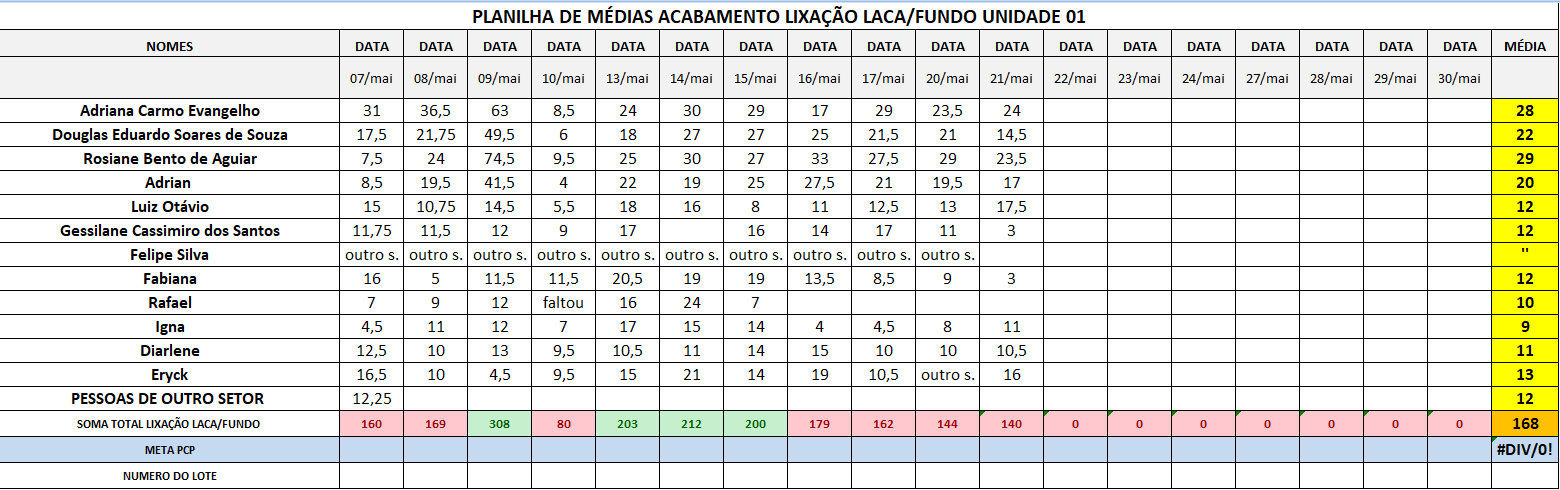 PLANILHA DE MÉDIAS ACABAMENTO LIXAÇÃO LACA/FUNDO UNIDADE 01
NOMES DATA DATA DATA DATA DATA DATA DATA DATA DATA DATA DATA DATA DATA DATA DATA DATA DATA DATA MÉDIA
07/mai 08/mai 09/mai 10/mai 13/mai 14/mai 15/mai 16/mai 17/mai 20/mai 21/mai 22/mai 23/mai 24/mai 27/mai 28/mai 29/mai 30/mai
Adriana Carmo Evangelho 31 36,5 63 8,5 24 30 29 17 29 23,5 24 28
Douglas Eduardo Soares de Souza 17,5 21,75 49,5 6 18 27 27 25 21,5 21 14,5 22
Rosiane Bento de Aguiar 7,5 24 74,5 9,5 25 30 27 33 27,5 29 23,5 29
Adrian 8,5 19,5 41,5 4 22 19 25 27,5 21 19,5 17 20
Luiz Otávio 15 10,75 14,5 5,5 18 16 8 11 12,5 13 17,5 12
Gessilane Cassimiro dos Santos 11,75 11,5 12 9 17 16 14 17 11 3 12
Felipe Silva outro s. outro s. outro s. outro s. outro s. outro s. outro s. outro s. outro s. outro s. "
Fabiana 16 5 11,5 11,5 20,5 19 19 13,5 8,5 9 3 12
Rafael 7 9 12 faltou 16 24 7 10
Igna 4,5 11 12 7 17 15 14 4 4,5 8 11 9
Diarlene 12,5 10 13 9,5 10,5 11 14 15 10 10 10,5 11
Eryck 16,5 10 4,5 9,5 15 21 14 19 10,5 outro s. 16 13
PESSOAS DE OUTRO SETOR 12,25 12
SOMA TOTAL LIXAÇÃO LACA/FUNDO 160 169 308 80 203 212 200 179 162 144 140 0 0 0 0 0 0 0 168
META PCP #DIV/0!
NUMERO DO LOTE